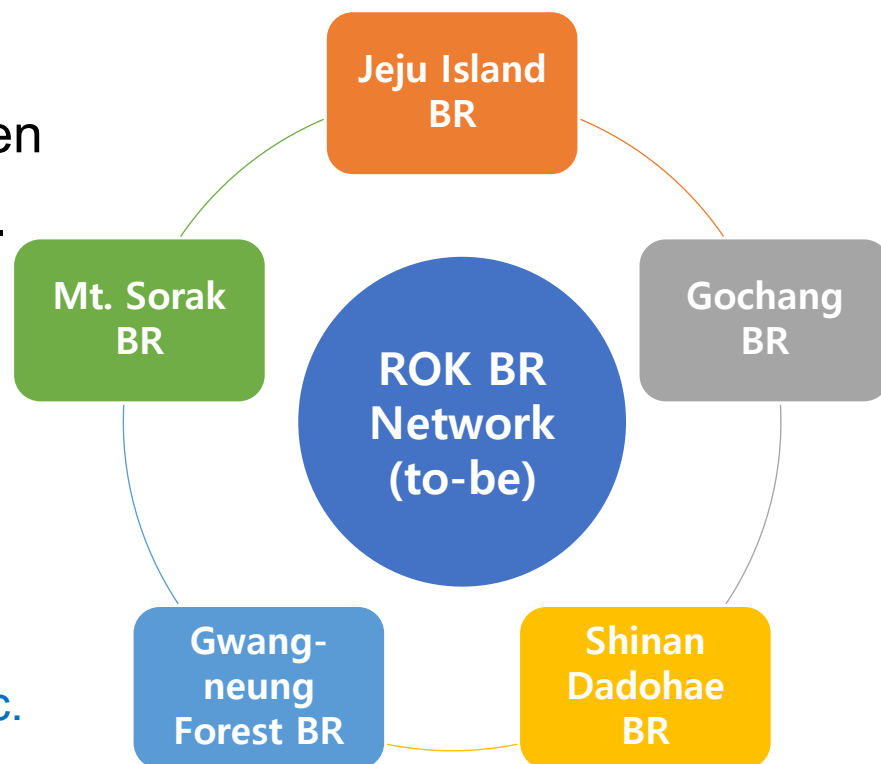 en
.
Jeju Island
BR
Mt. Sorak
BR
Gochang
BR
ROK BR
Network
(to-be)
Gwang-
neung
Forest BR
Shinan
Dadohae
BR
c.